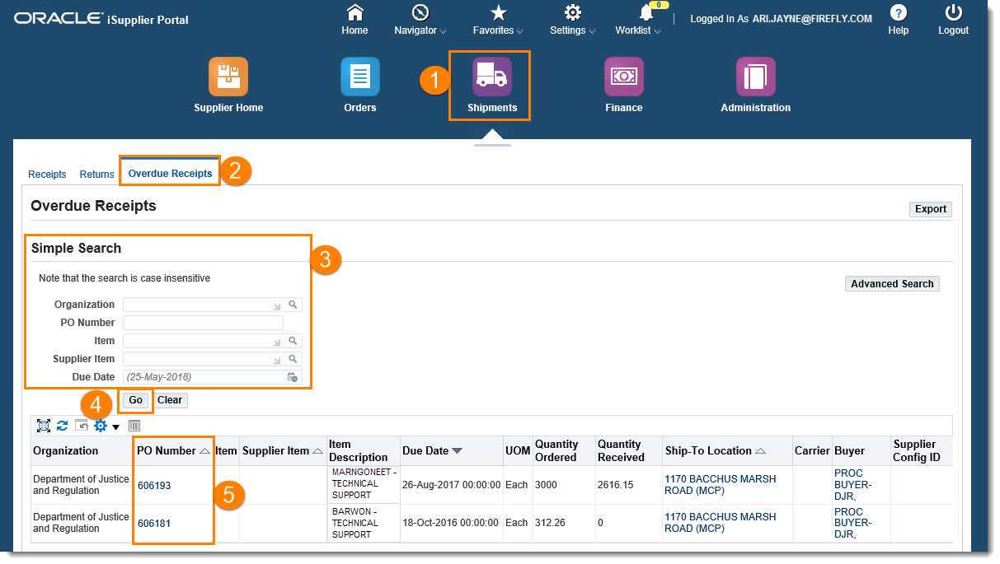 ORACLE® iSupplier Portal
Home
Navigator
Favorites
Settings
0
Worklist
Logged In As ARI.JAYNE@FIREFLY.COM
?
Help
Logout
Supplier Home
Orders
1
Shipments
Finance
Administration
Receipts
Returns
Overdue Receipts
2
Overdue Receipts
Export
Simple Search
3
Note that the search is case insensitive
Advanced Search
Organization
PO Number
Item
Supplier Item
Due Date (25-May-2018)
4
Go
Clear
Organization
PO Number
Item
Supplier Item
Item
Description
Due Date
UOM
Quantity
Ordered
Quantity
Received
Ship-To Location
Carrier
Buyer
Supplier
Config ID
Department of Justice
and Regulation
606193
MARNGONEET -
TECHNICAL
SUPPORT
26-Aug-2017 00:00:00
Each
3000
2616.15
1170 BACCHUS MARSH
ROAD (MCP)
PROC
BUYER-
DJR,
5
Department of Justice
and Regulation
606181
BARWON -
TECHNICAL
SUPPORT
18-Oct-2016 00:00:00
Each
312.26
0
1170 BACCHUS MARSH
ROAD (MCP)
PROC
BUYER-
DJR,